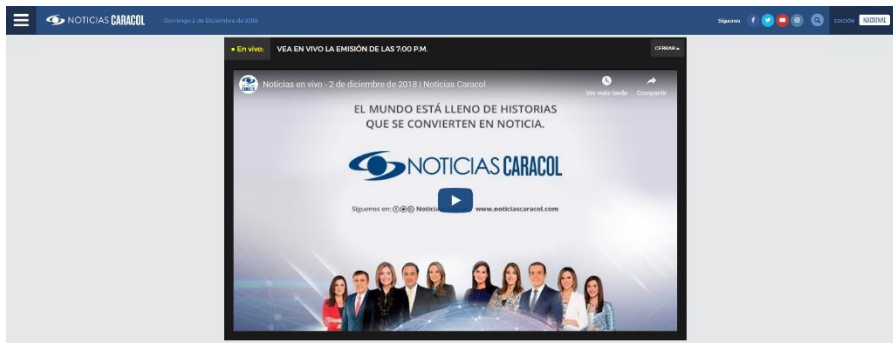 NOTICIAS CARACOL
Domingo 2 de Diciembre de 2018
Síguenos
EDICIÓN NACIONAL
En vivo: VEA EN VIVO LA EMISIÓN DE LAS 7:00 P.M.
CERRAR
CARACOL
Noticias en vivo - 2 de diciembre de 2018 | Noticias Caracol
Ver más tarde Compartir
EL MUNDO ESTÁ LLENO DE HISTORIAS
QUE SE CONVIERTEN EN NOTICIA.
NOTICIAS CARACOL
Síguenos en: Notici www.noticiascaracol.com